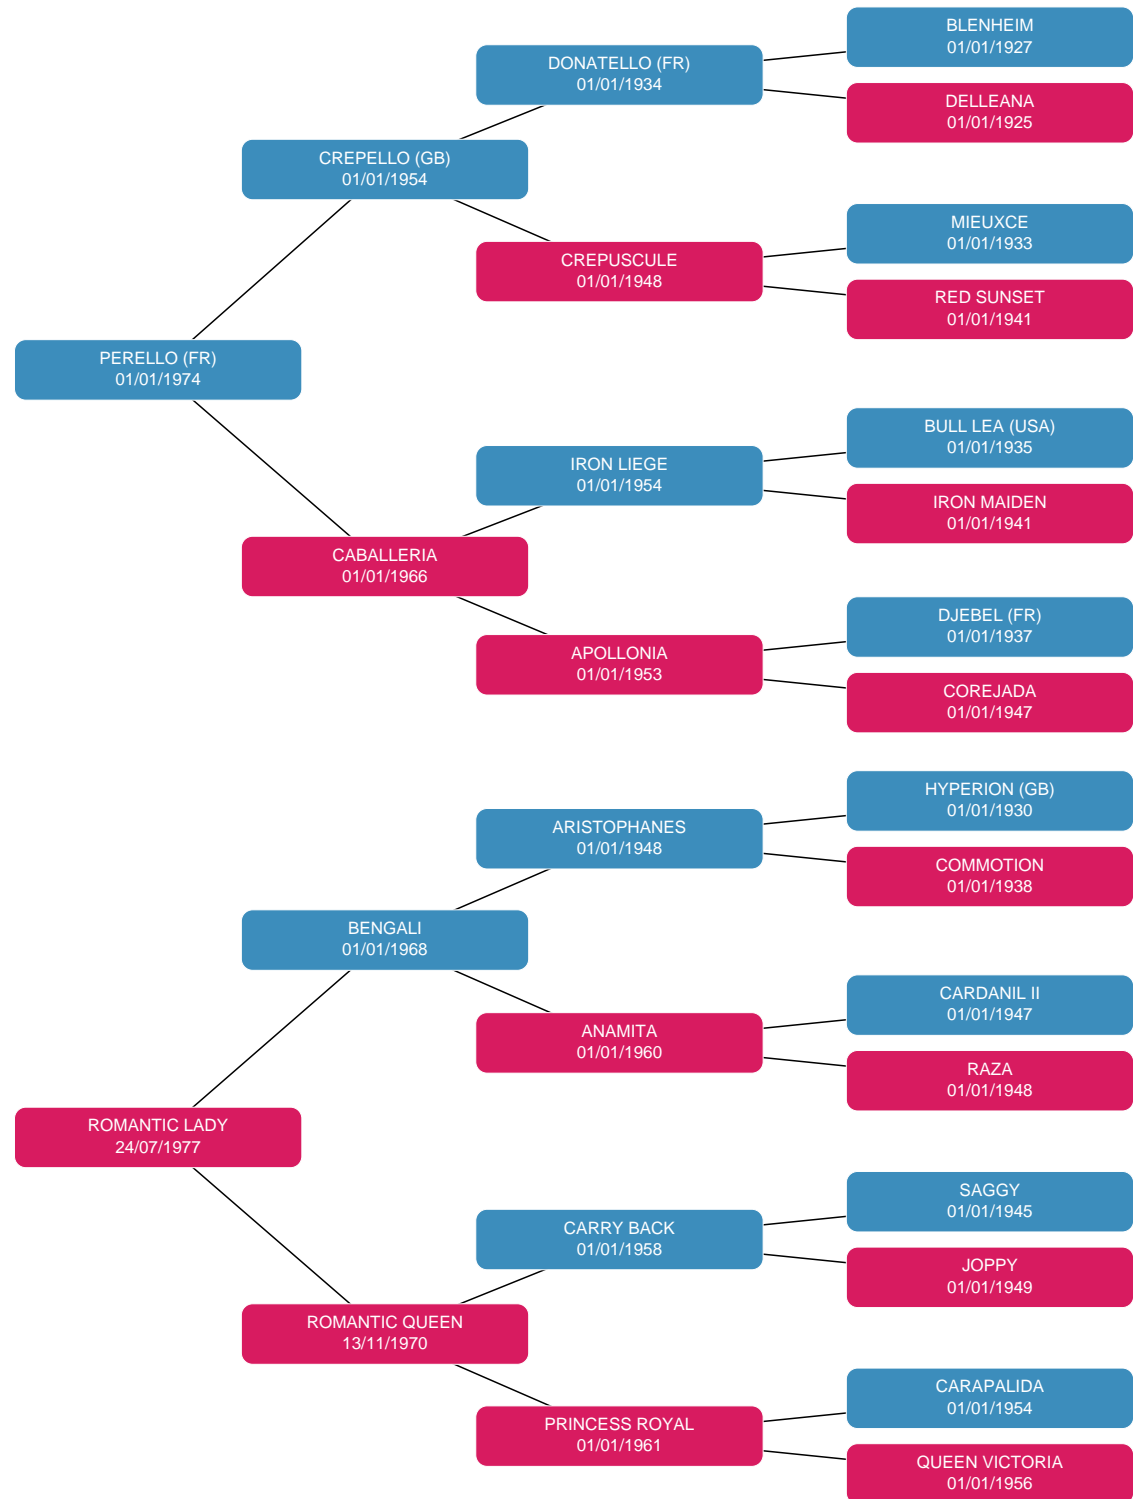 BLENHEIM
01/01/1927
DONATELLO (FR)
01/01/1934
DELLEANA
01/01/1925
CREPELLO (GB)
01/01/1954
MIEUXCE
01/01/1933
CREPUSCULE
01/01/1948
RED SUNSET
01/01/1941
PERELLO (FR)
01/01/1974
BULL LEA (USA)
01/01/1935
IRON LIEGE
01/01/1954
IRON MAIDEN
01/01/1941
CABALLERIA
01/01/1966
DJEBEL (FR)
01/01/1937
APOLLONIA
01/01/1953
COREJADA
01/01/1947
HYPERION (GB)
01/01/1930
ARISTOPHANES
01/01/1948
COMMOTION
01/01/1938
BENGALI
01/01/1968
CARDANIL II
01/01/1947
ANAMITA
01/01/1960
RAZA
01/01/1948
ROMANTIC LADY
24/07/1977
SAGGY
01/01/1945
CARRY BACK
01/01/1958
JOPPY
01/01/1949
ROMANTIC QUEEN
13/11/1970
CARAPALIDA
01/01/1954
PRINCESS ROYAL
01/01/1961
QUEEN VICTORIA
01/01/1956